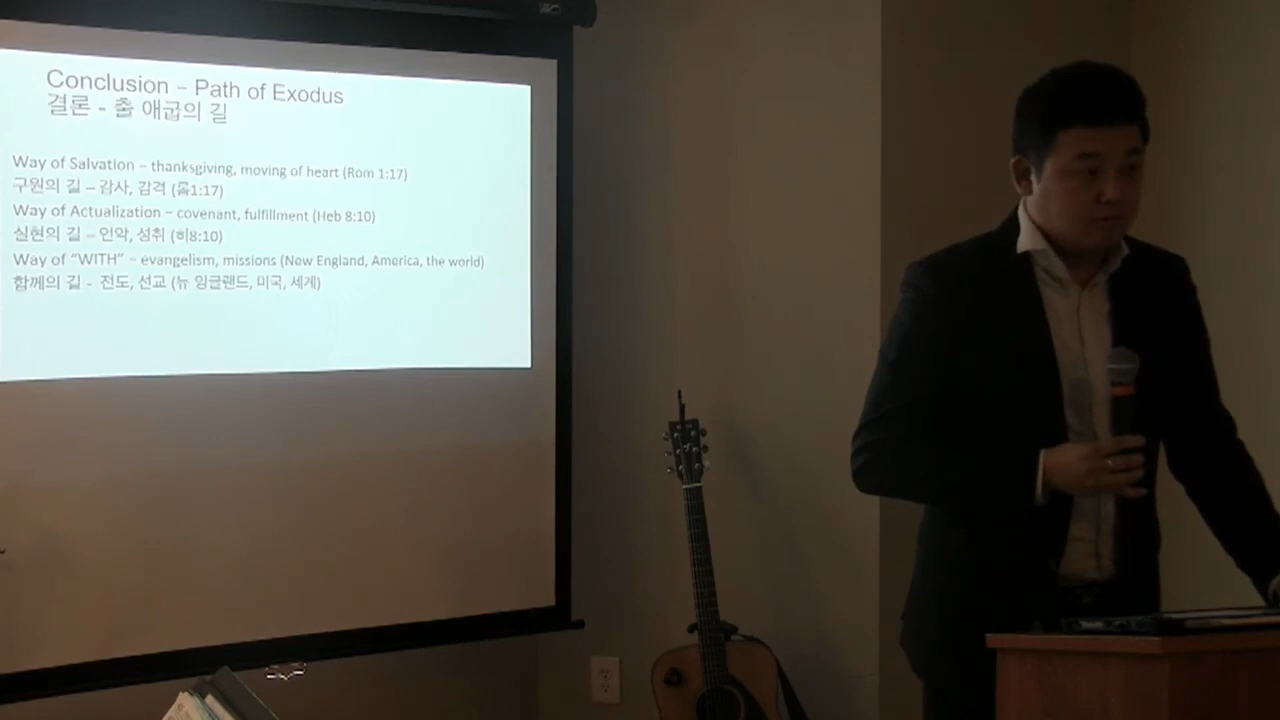 Conclusion – Path of Exodus
결론 - 출 애굽의 길
Way of Salvation – thanksgiving, moving of heart (Rom 1:17)
구원의 길 – 감사, 감격 (롬1:17)
Way of Actualization – covenant, fulfillment (Heb 8:10)
실현의 길 – 언약, 성취 (히8:10)
Way of “WITH” – evangelism, missions (New England, America, the world)
함께의 길 - 전도, 선교 (뉴 잉글랜드, 미국, 세계)